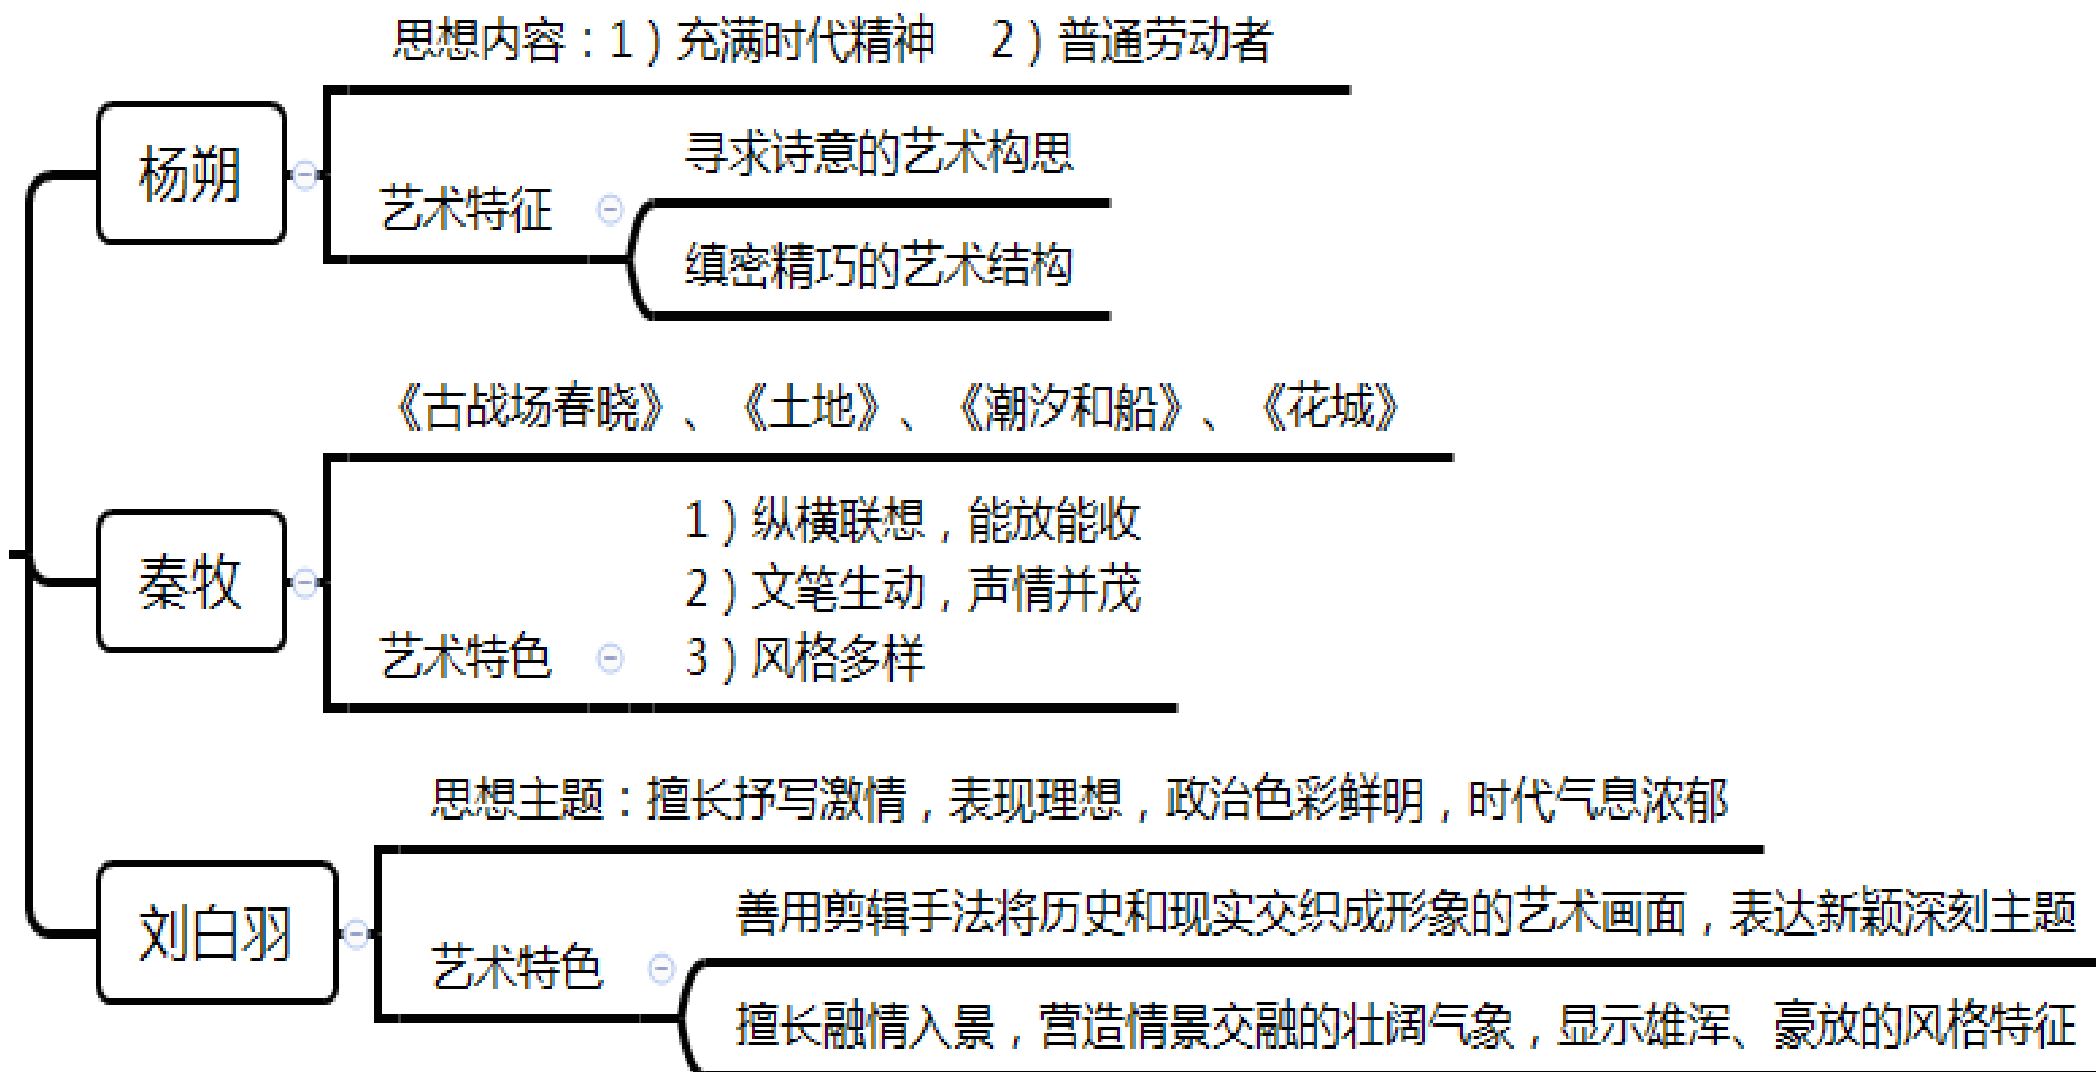 思想内容：1）充满时代精神　2）普通劳动者
杨朔
寻求诗意的艺术构思
艺术特征
缜密精巧的艺术结构
《古战场春晓》、《土地》、《潮汐和船》、《花城》
秦牧
1）纵横联想，能放能收
2）文笔生动，声情并茂
艺术特色
3）风格多样
思想主题：擅长抒写激情，表现理想，政治色彩鲜明，时代气息浓郁
刘白羽
善用剪辑手法将历史和现实交织成形象的艺术画面，表达新颖深刻主题
艺术特色
擅长融情入景，营造情景交融的壮阔气象，显示雄浑、豪放的风格特征